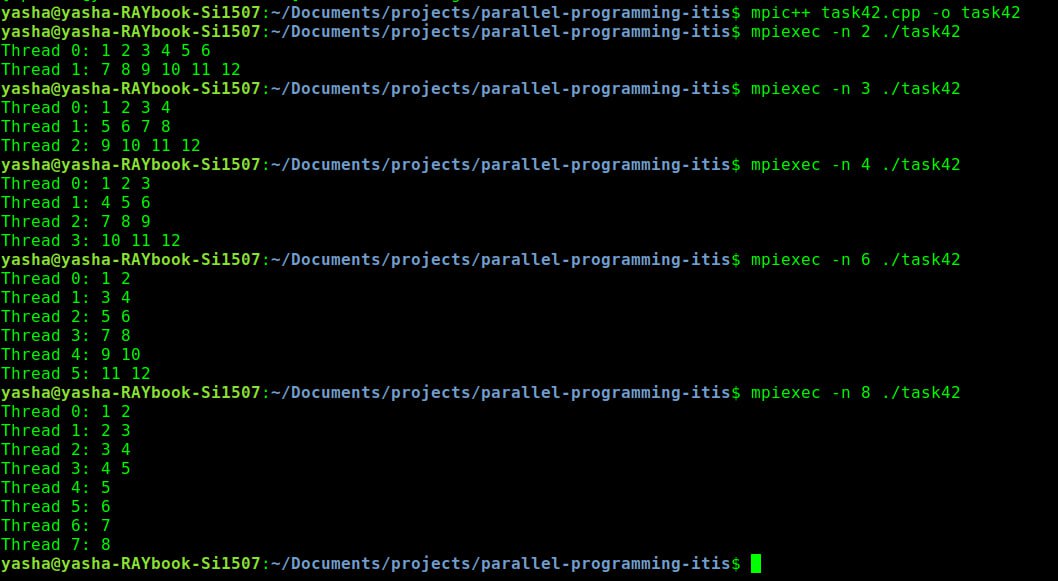 yasha@yasha-RAYbook-Si1507:~/Documents/projects/parallel-programming-itis$ mpic++ task42.cpp -o task42
yasha@yasha-RAYbook-Si1507:~/Documents/projects/parallel-programming-itis$ mpiexec -n 2 ./task42
Thread 0: 1 2 3 4 5 6
Thread 1: 7 8 9 10 11 12
yasha@yasha-RAYbook-Si1507:~/Documents/projects/parallel-programming-itis$ mpiexec -n 3 ./task42
Thread 0: 1 2 3 4
Thread 1: 5 6 7 8
Thread 2: 9 10 11 12
yasha@yasha-RAYbook-Si1507:~/Documents/projects/parallel-programming-itis$ mpiexec -n 4 ./task42
Thread 0: 1 2 3
Thread 1: 4 5 6
Thread 2: 7 8 9
Thread 3: 10 11 12
yasha@yasha-RAYbook-Si1507:~/Documents/projects/parallel-programming-itis$ mpiexec -n 6 ./task42
Thread 0: 1 2
Thread 1: 3 4
Thread 2: 5 6
Thread 3: 7 8
Thread 4: 9 10
Thread 5: 11 12
yasha@yasha-RAYbook-Si1507:~/Documents/projects/parallel-programming-itis$ mpiexec -n 8 ./task42
Thread 0: 1 2
Thread 1: 2 3
Thread 2: 3 4
Thread 3: 4 5
Thread 4: 5
Thread 5: 6
Thread 6: 7
Thread 7: 8
yasha@yasha-RAYbook-Si1507:~/Documents/projects/parallel-programming-itis$